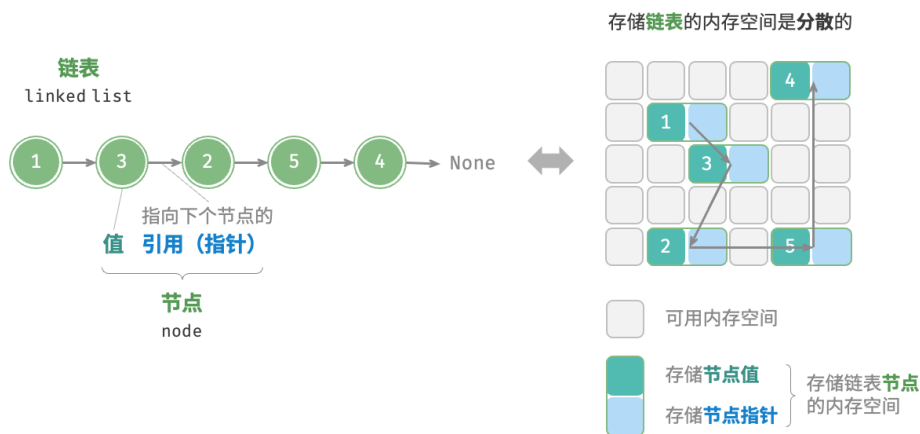 存储链表的内存空间是分散的
链表
linked list
1
3
2
5
4
None
指向下个节点的
值 引用（指针）
节点
node
4
1
3
2
5
可用内存空间
存储节点值
存储节点指针
存储链表节点
的内存空间